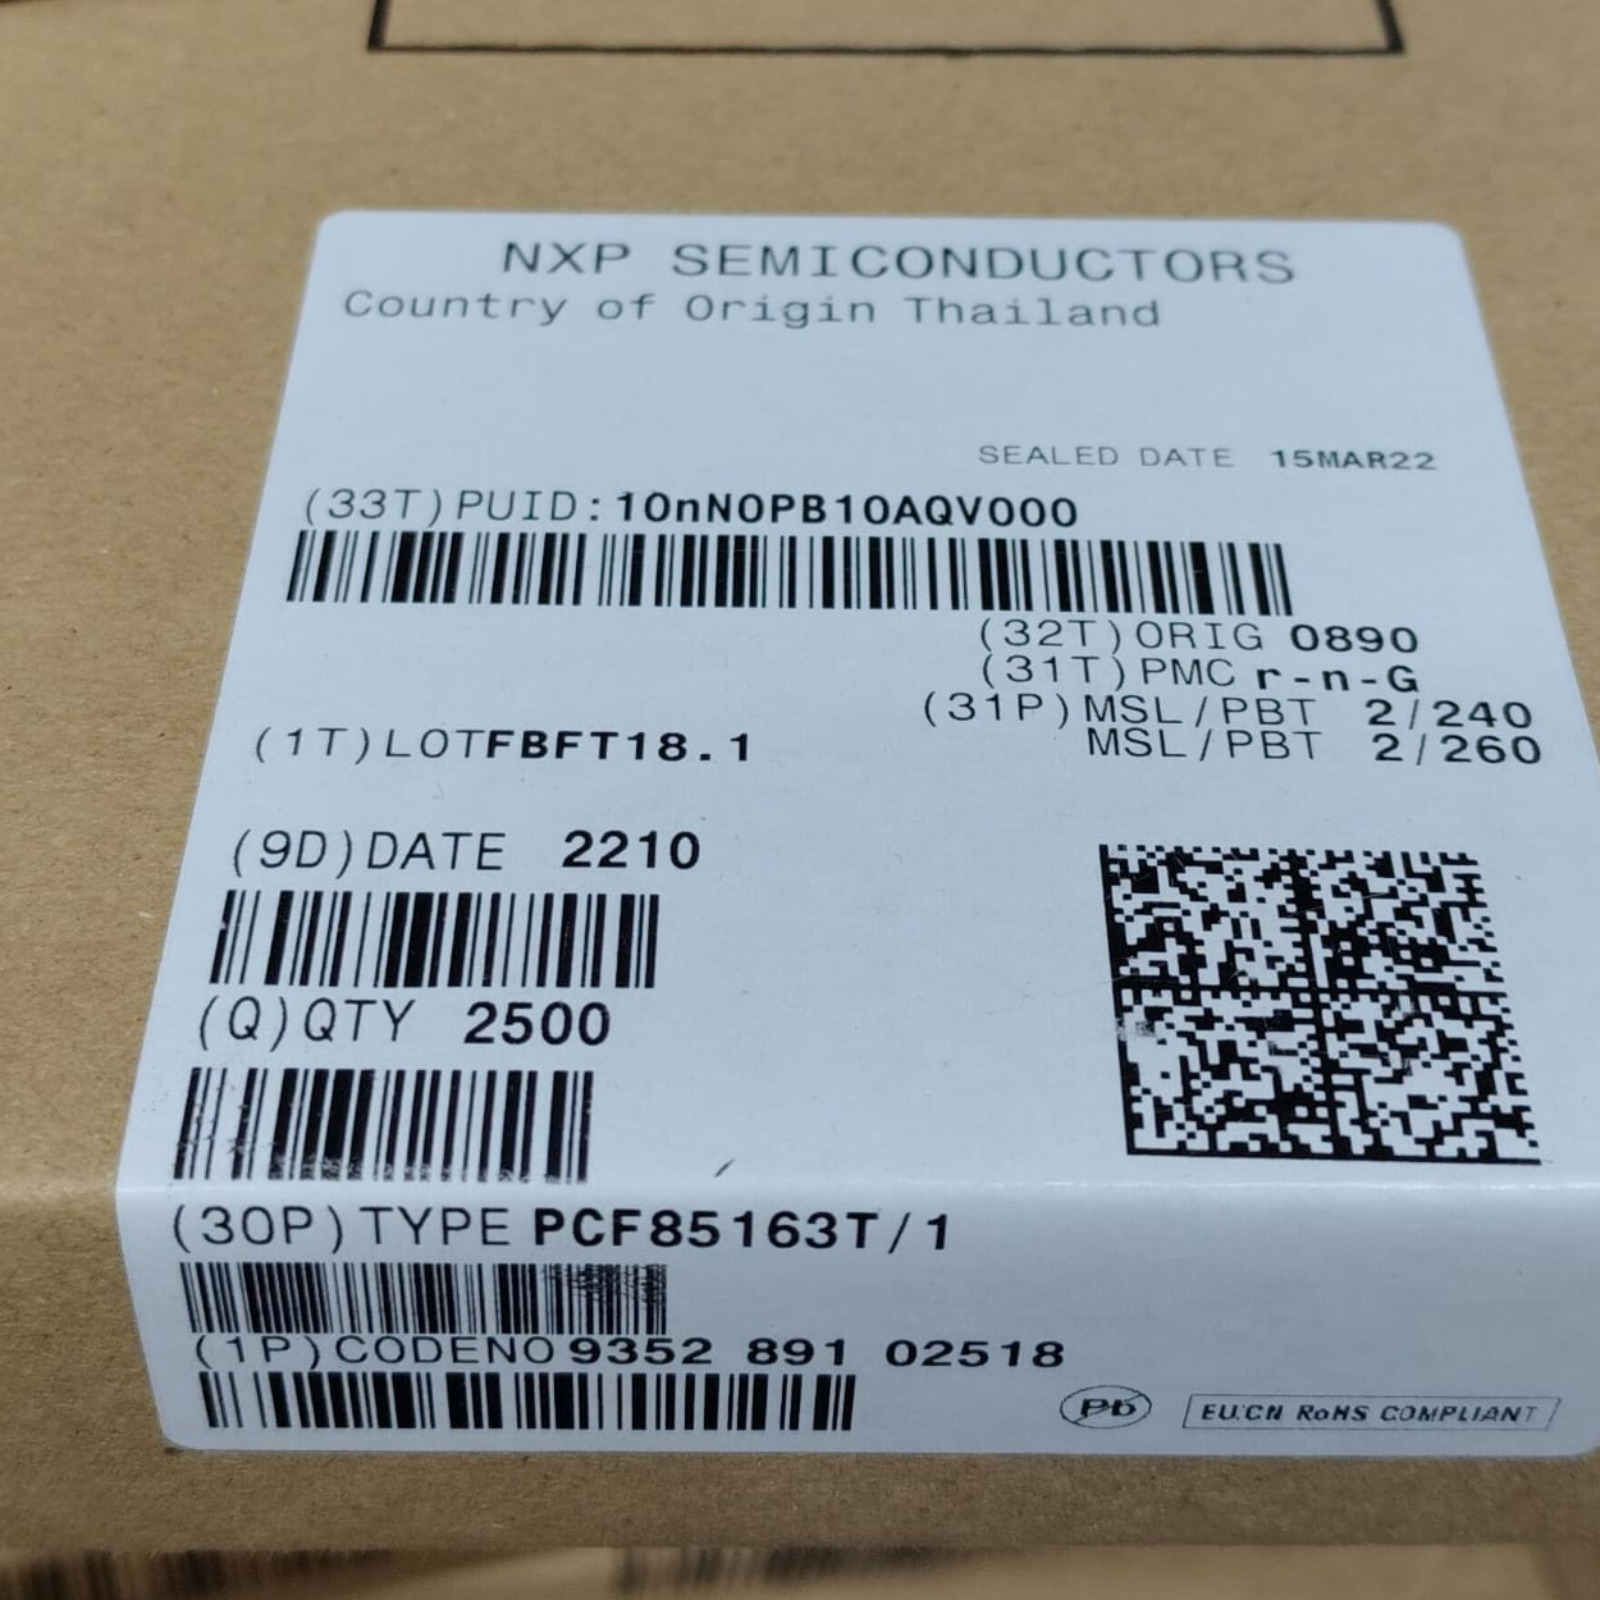 NXP SEMICONDUCTORS
Country of Origin Thailand
SEALED DATE 15MAR22
(33T)PUID:10nN0PB10AQV000
(32T)ORIG 0890
(31T)PMC r-n-G
(31P)MSL/PBT 2/240
MSL/PBT 2/260
(1T)LOTFBFT18.1
(9D)DATE 2210
(Q)QTY 2500
(30P)TYPE PCF85163T/1
(1P)CODENO 9352 891 02518
Pb
EU.CN RoHS COMPLIANT